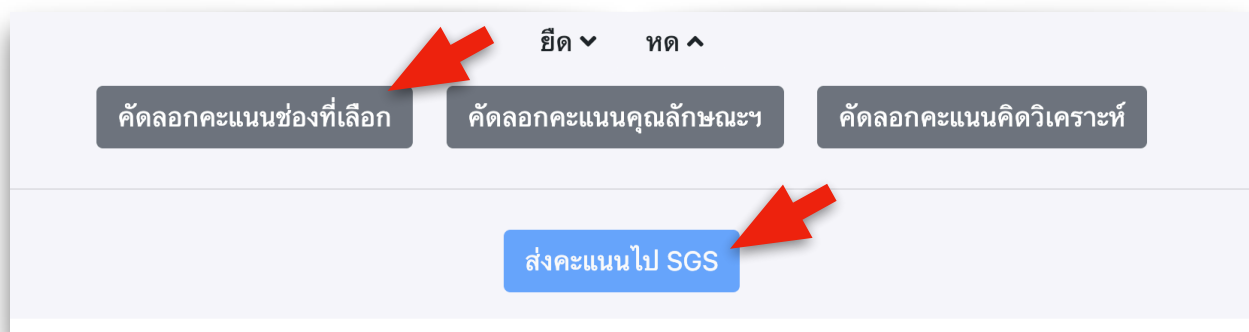 ยืด หด
คัดลอกคะแนนช่องที่เลือก คัดลอกคะแนนคุณลักษณะฯ คัดลอกคะแนนคิดวิเคราะห์
ส่งคะแนนไป SGS